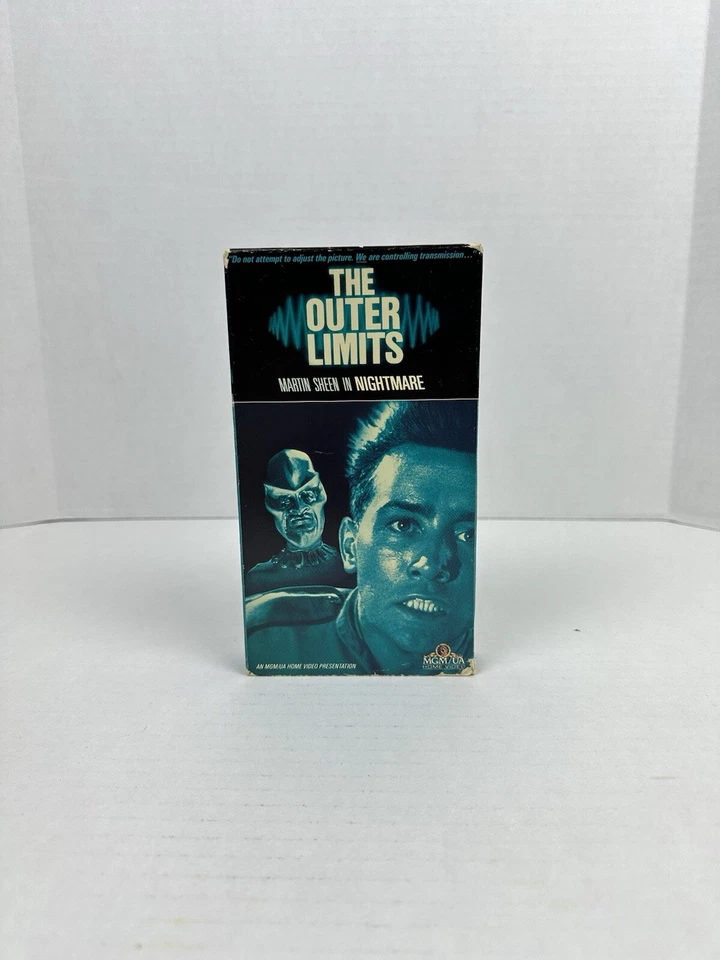 "Do not attempt to adjust the picture. We are controlling transmission...
THE
OUTER
LIMITS
MARTIN SHEEN IN NIGHTMARE
AN MGM/UA HOME VIDEO PRESENTATION
MGM/UA
HOME VIDEO